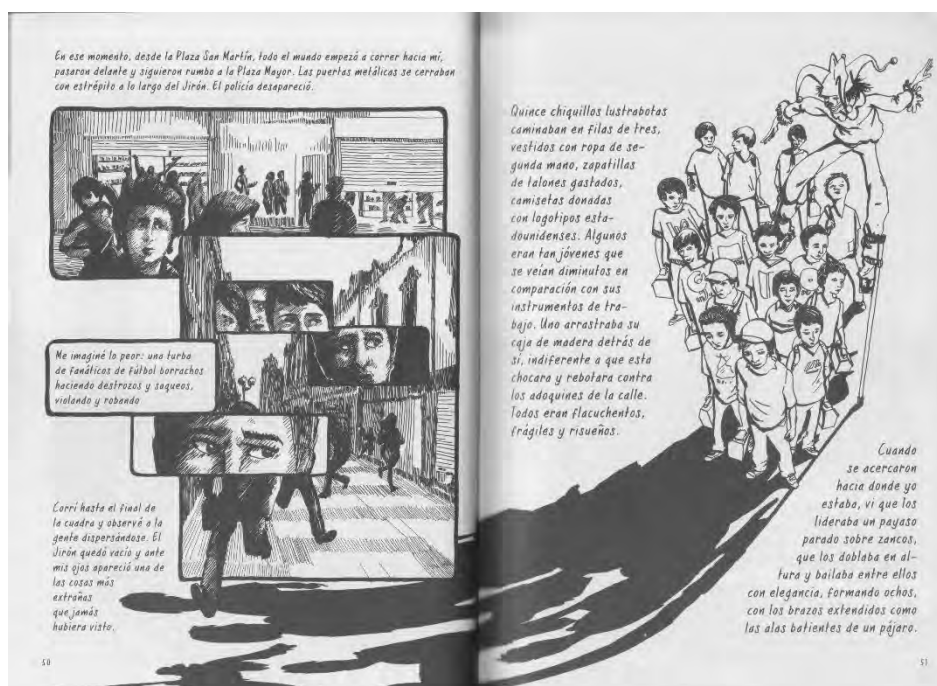 En ese momento, desde la Plaza San Martín, todo el mundo empezó a correr hacia mí,
pasaron delante y siguieron rumbo a la Plaza Mayor. Las puertas metálicas se cerraban
con estrépito a lo largo del Jirón. El policía desapareció.
Me imaginé lo peor: una turba
de fanáticos de fútbol borrachos
haciendo destrozos y saqueos,
violando y robando
Corrí hasta el final de
la cuadra y observé a la
gente dispersándose. El
Jirón quedó vacío y ante
mis ojos apareció una de
las cosas más
extrañas
que jamás
hubiera visto.
50
Quince chiquillos lustrabotas
caminaban en filas de tres,
vestidos con ropa de se-
gunda mano, zapatillas
de talones gastados,
camisetas donadas
con logotipos esta-
dounidenses. Algunos
eran tan jóvenes que
se veían diminutos en
comparación con sus
instrumentos de tra-
bajo. Uno arrastraba su
caja de madera detrás de
sí, indiferente a que esta
chocara y rebotara contra
los adoquines de la calle.
Todos eran flacuchentos,
frágiles y risueños.
Cuando
se acercaron
hacia donde yo
estaba, vi que los
lideraba un payaso
parado sobre zancos,
que los doblaba en al-
tura y bailaba entre ellos
con elegancia, formando ochos,
con los brazos extendidos como
las alas batientes de un pájaro.
51